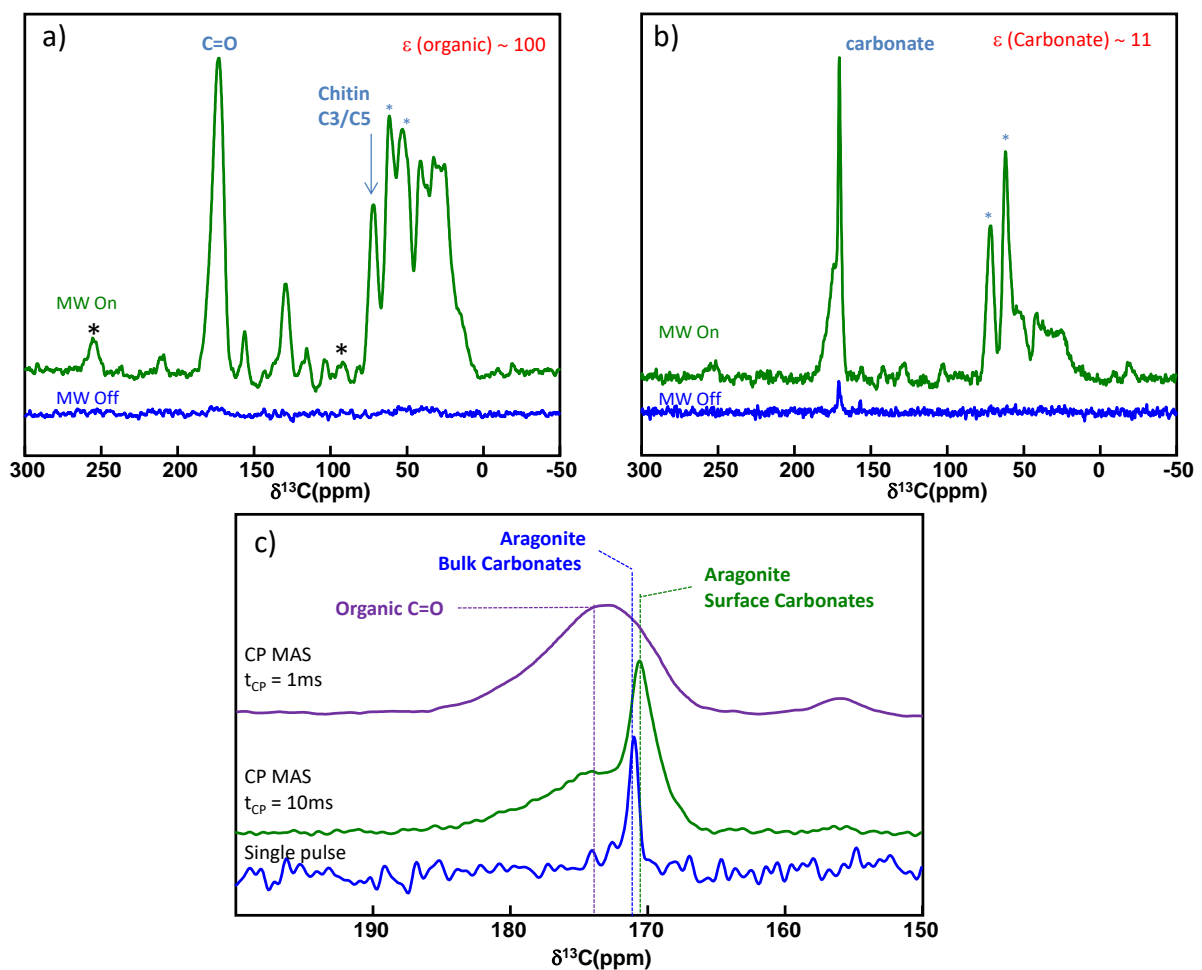 a)
C=O
ε (organic) ~ 100
Chitin
C3/C5
*
*
MW On
*
*
MW Off
300 250 200 150 100 50 0 -50
δ¹³C(ppm)
b)
carbonate
ε (Carbonate) ~ 11
*
*
MW On
MW Off
300 250 200 150 100 50 0 -50
δ¹³C(ppm)
c)
Aragonite
Bulk Carbonates
Aragonite
Surface Carbonates
Organic C=O
CP MAS
t_CP = 1ms
CP MAS
t_CP = 10ms
Single pulse
190 180 170 160 150
δ¹³C(ppm)